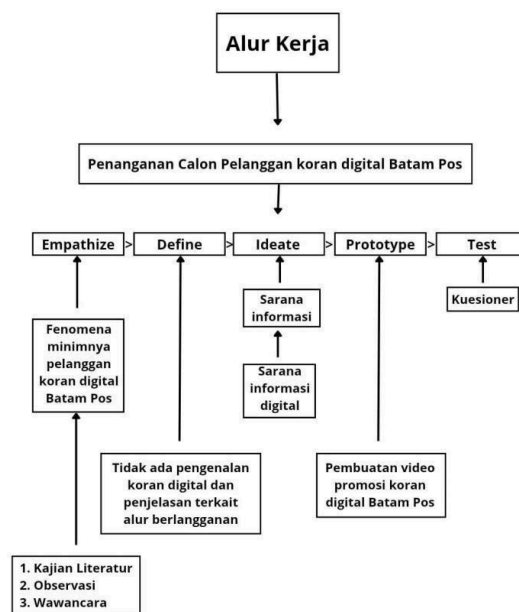 Alur Kerja
Penanganan Calon Pelanggan koran digital Batam Pos
Empathize > Define > Ideate > Prototype > Test
Sarana
informasi
Kuesioner
Fenomena
minimnya
pelanggan
koran digital
Batam Pos
Sarana
informasi
digital
Tidak ada pengenalan
koran digital dan
penjelasan terkait
alur berlangganan
Pembuatan video
promosi koran
digital Batam Pos
1. Kajian Literatur
2. Observasi
3. Wawancara